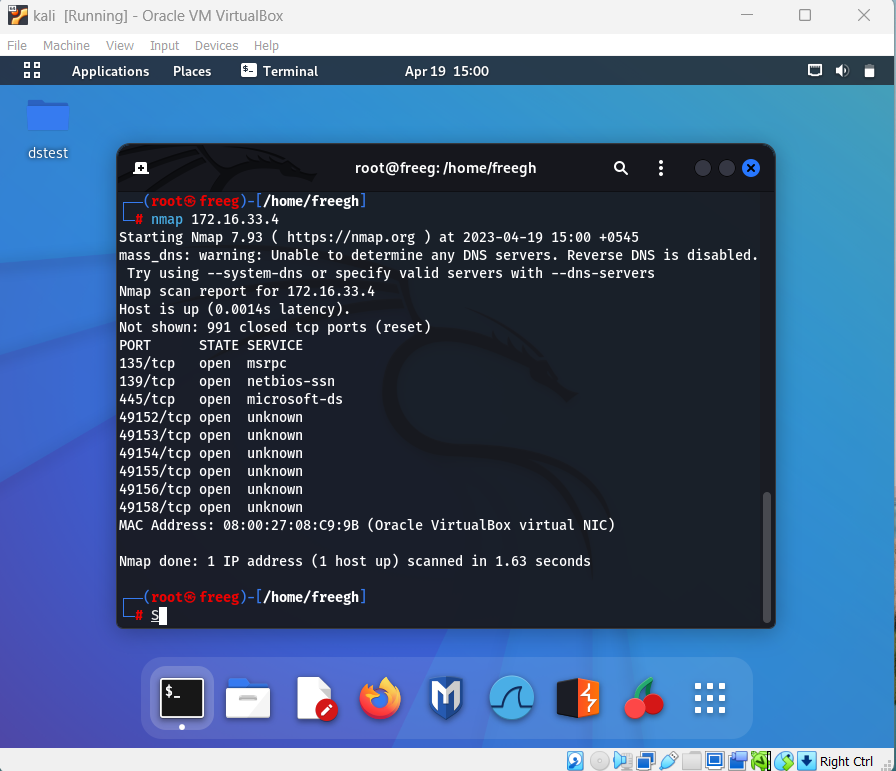 kali [Running] - Oracle VM VirtualBox
File Machine View Input Devices Help
Applications Places Terminal Apr 19 15:00
dstest
root@freeg: /home/freegh
┌──(root㉿freeg)-[/home/freegh]
└─# nmap 172.16.33.4
Starting Nmap 7.93 ( https://nmap.org ) at 2023-04-19 15:00 +0545
mass_dns: warning: Unable to determine any DNS servers. Reverse DNS is disabled.
Try using --system-dns or specify valid servers with --dns-servers
Nmap scan report for 172.16.33.4
Host is up (0.0014s latency).
Not shown: 991 closed tcp ports (reset)
PORT      STATE SERVICE
135/tcp   open  msrpc
139/tcp   open  netbios-ssn
445/tcp   open  microsoft-ds
49152/tcp open  unknown
49153/tcp open  unknown
49154/tcp open  unknown
49155/tcp open  unknown
49156/tcp open  unknown
49158/tcp open  unknown
MAC Address: 08:00:27:08:C9:9B (Oracle VirtualBox virtual NIC)
Nmap done: 1 IP address (1 host up) scanned in 1.63 seconds
┌──(root㉿freeg)-[/home/freegh]
└─# S
$_
Right Ctrl